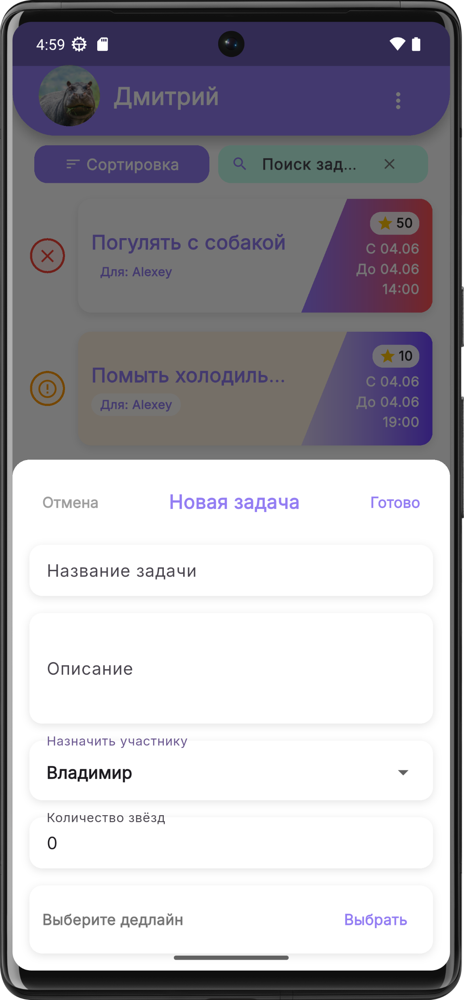 4:59
Дмитрий
Сортировка
Поиск зад...
50
Погулять с собакой
С 04.06
Для: Alexey
До 04.06
14:00
10
Помыть холодиль...
С 04.06
Для: Alexey
До 04.06
19:00
Отмена
Новая задача
Готово
Название задачи
Описание
Назначить участнику
Владимир
Количество звёзд
0
Выберите дедлайн
Выбрать